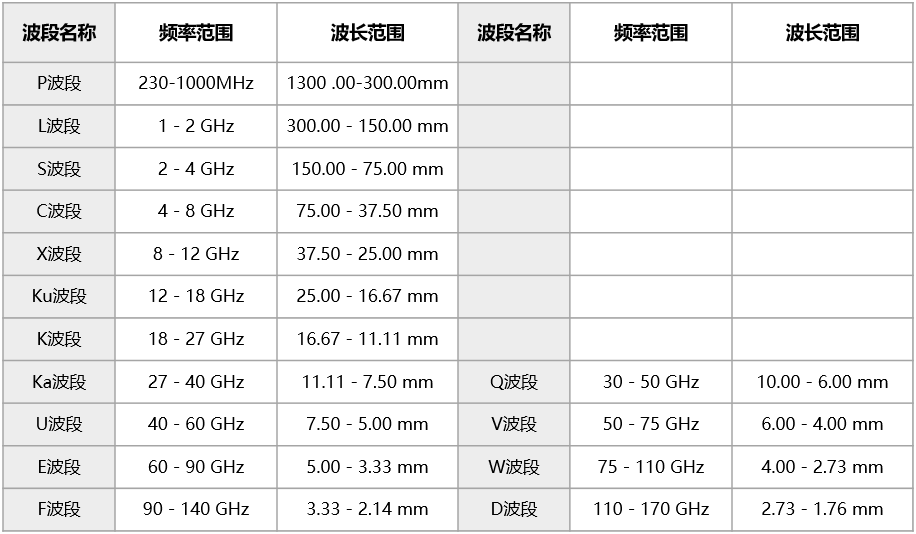 波段名称 频率范围 波长范围 波段名称 频率范围 波长范围
P波段 230-1000MHz 1300 .00-300.00mm
L波段 1 - 2 GHz 300.00 - 150.00 mm
S波段 2 - 4 GHz 150.00 - 75.00 mm
C波段 4 - 8 GHz 75.00 - 37.50 mm
X波段 8 - 12 GHz 37.50 - 25.00 mm
Ku波段 12 - 18 GHz 25.00 - 16.67 mm
K波段 18 - 27 GHz 16.67 - 11.11 mm
Ka波段 27 - 40 GHz 11.11 - 7.50 mm Q波段 30 - 50 GHz 10.00 - 6.00 mm
U波段 40 - 60 GHz 7.50 - 5.00 mm V波段 50 - 75 GHz 6.00 - 4.00 mm
E波段 60 - 90 GHz 5.00 - 3.33 mm W波段 75 - 110 GHz 4.00 - 2.73 mm
F波段 90 - 140 GHz 3.33 - 2.14 mm D波段 110 - 170 GHz 2.73 - 1.76 mm